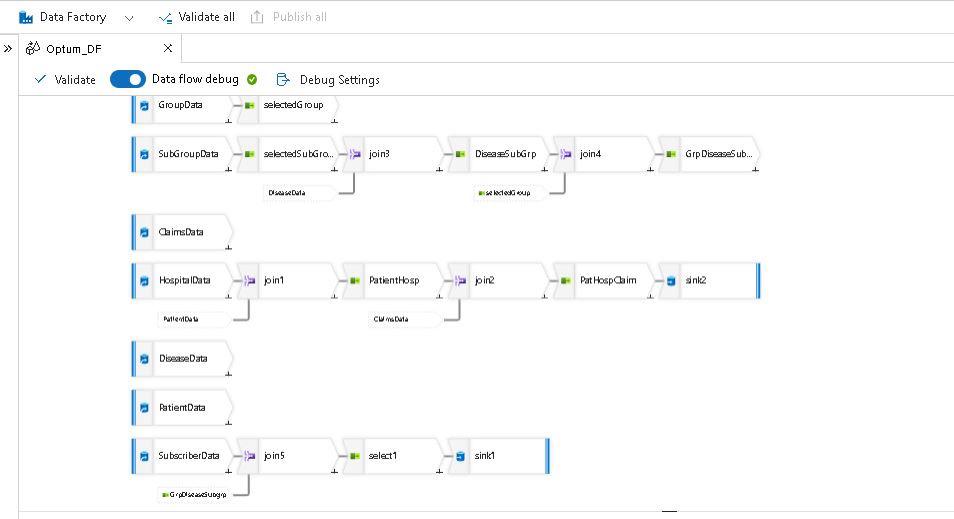 Data Factory Validate all Publish all
» Optum_DF ×
Validate Data flow debug Debug Settings
GroupData selectedGroup
SubGroupData selectedSubGro... join3 DiseaseSubGrp join4 GrpDiseaseSub...
DiseaseData selectedGroup
ClaimsData
HospitalData join1 PatientHosp join2 PatHospClaim sink2
PatientData ClaimsData
DiseaseData
PatientData
SubscriberData join5 select1 sink1
GrpDiseaseSubgrp